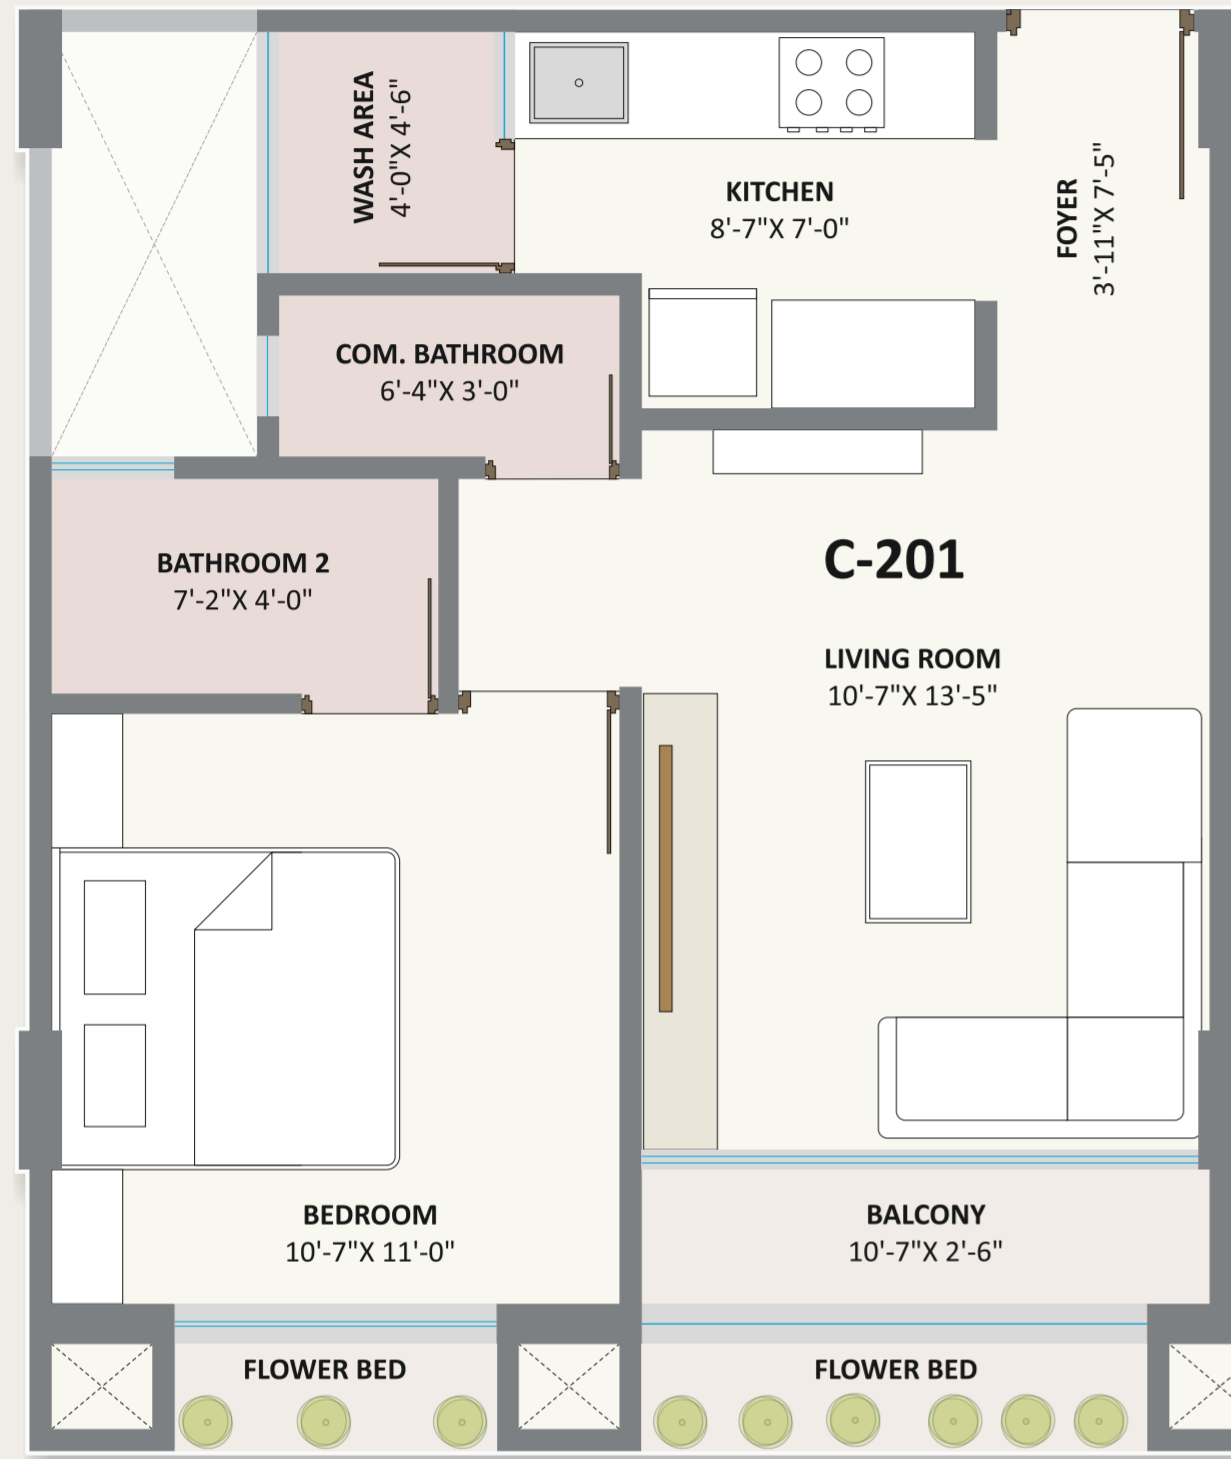 WASH AREA
4'-0"X 4'-6"
KITCHEN
8'-7"X 7'-0"
FOYER
3'-11"X 7'-5"
COM. BATHROOM
6'-4"X 3'-0"
BATHROOM 2
7'-2"X 4'-0"
C-201
LIVING ROOM
10'-7"X 13'-5"
BEDROOM
10'-7"X 11'-0"
BALCONY
10'-7"X 2'-6"
FLOWER BED
FLOWER BED